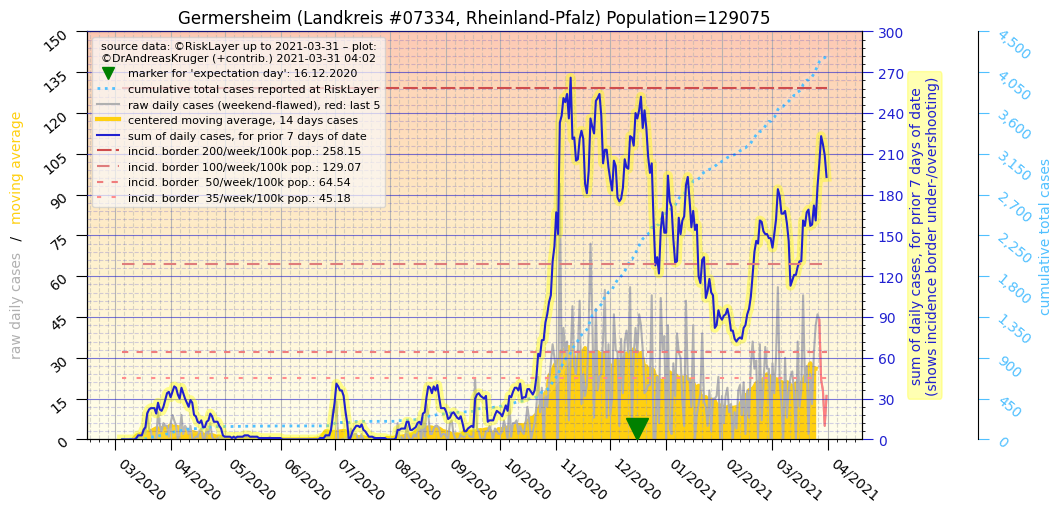 Germersheim (Landkreis #07334, Rheinland-Pfalz) Population=129075
source data: ©RiskLayer up to 2021-03-31 – plot:
©DrAndreasKruger (+contrib.) 2021-03-31 04:02
marker for 'expectation day': 16.12.2020
cumulative total cases reported at RiskLayer
raw daily cases (weekend-flawed), red: last 5
centered moving average, 14 days cases
sum of daily cases, for prior 7 days of date
incid. border 200/week/100k pop.: 258.15
incid. border 100/week/100k pop.: 129.07
incid. border 50/week/100k pop.: 64.54
incid. border 35/week/100k pop.: 45.18
raw daily cases / moving average
150
135
120
105
90
75
60
45
30
15
0
300
270
240
210
180
150
120
90
60
30
0
sum of daily cases, for prior 7 days of date
(shows incidence border under-/overshooting)
4,500
4,050
3,600
3,150
2,700
2,250
1,800
1,350
900
450
0
cumulative total cases
03/2020
04/2020
05/2020
06/2020
07/2020
08/2020
09/2020
10/2020
11/2020
12/2020
01/2021
02/2021
03/2021
04/2021